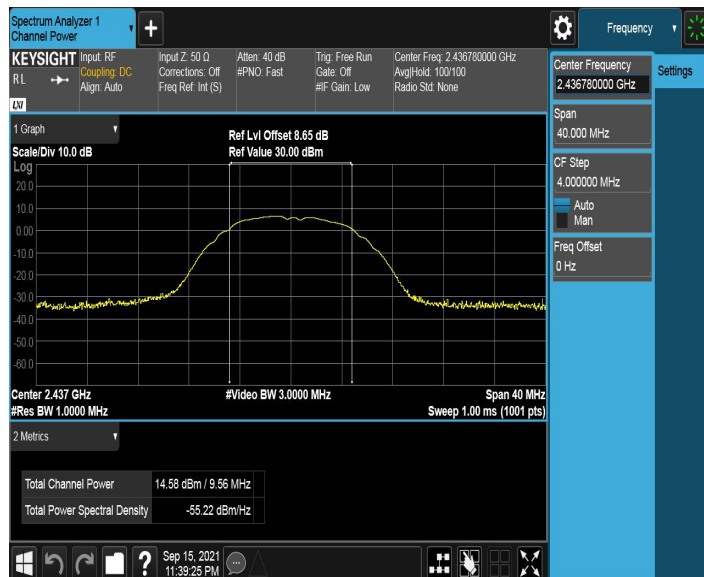 Spectrum Analyzer 1
Channel Power
Frequency
KEYSIGHT
RL
LXI
Input: RF
Coupling: DC
Align: Auto
Input Z: 50 Ω
Corrections: Off
Freq Ref: Int (S)
Atten: 40 dB
#PNO: Fast
Trig: Free Run
Gate: Off
#IF Gain: Low
Center Freq: 2.436780000 GHz
Avg|Hold: 100/100
Radio Std: None
Center Frequency
2.436780000 GHz
Settings
Span
40.000 MHz
CF Step
4.000000 MHz
Auto
Man
Freq Offset
0 Hz
1 Graph
Scale/Div 10.0 dB
Ref Lvl Offset 8.65 dB
Ref Value 30.00 dBm
Log
20.0
10.0
0.00
-10.0
-20.0
-30.0
-40.0
-50.0
-60.0
Center 2.437 GHz
#Res BW 1.0000 MHz
#Video BW 3.0000 MHz
Span 40 MHz
Sweep 1.00 ms (1001 pts)
2 Metrics
Total Channel Power 14.58 dBm / 9.56 MHz
Total Power Spectral Density -55.22 dBm/Hz
?
Sep 15, 2021
11:39:25 PM